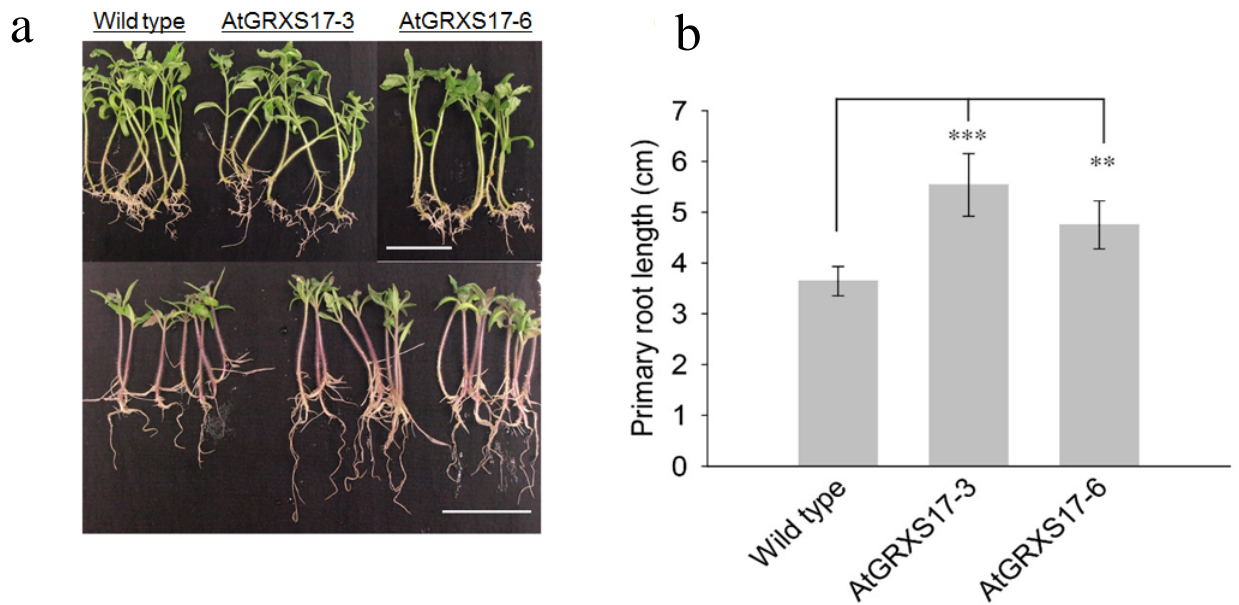 a
Wild type AtGRXS17-3 AtGRXS17-6
b
7
6
5
4
3
2
1
0
Primary root length (cm)
***
**
Wild type
AtGRXS17-3
AtGRXS17-6